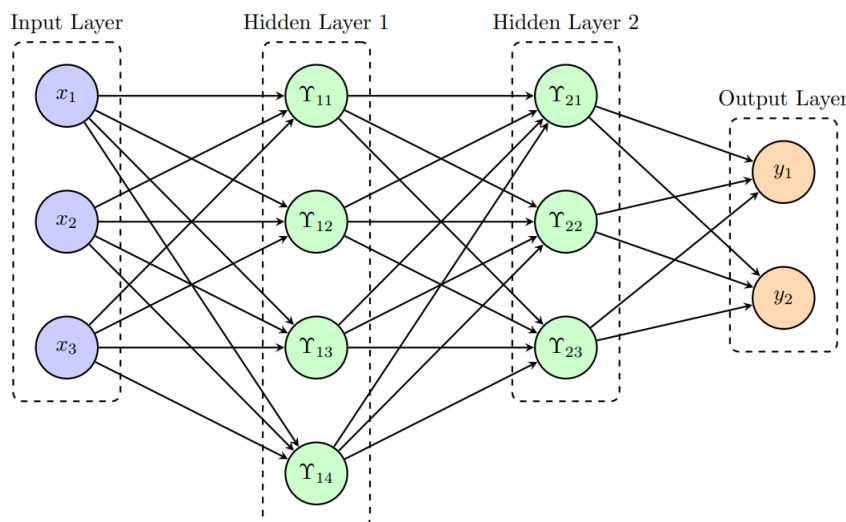 Input Layer
Hidden Layer 1
Hidden Layer 2
Output Layer
x₁
x₂
x₃
ϒ₁₁
ϒ₁₂
ϒ₁₃
ϒ₁₄
ϒ₂₁
ϒ₂₂
ϒ₂₃
y₁
y₂